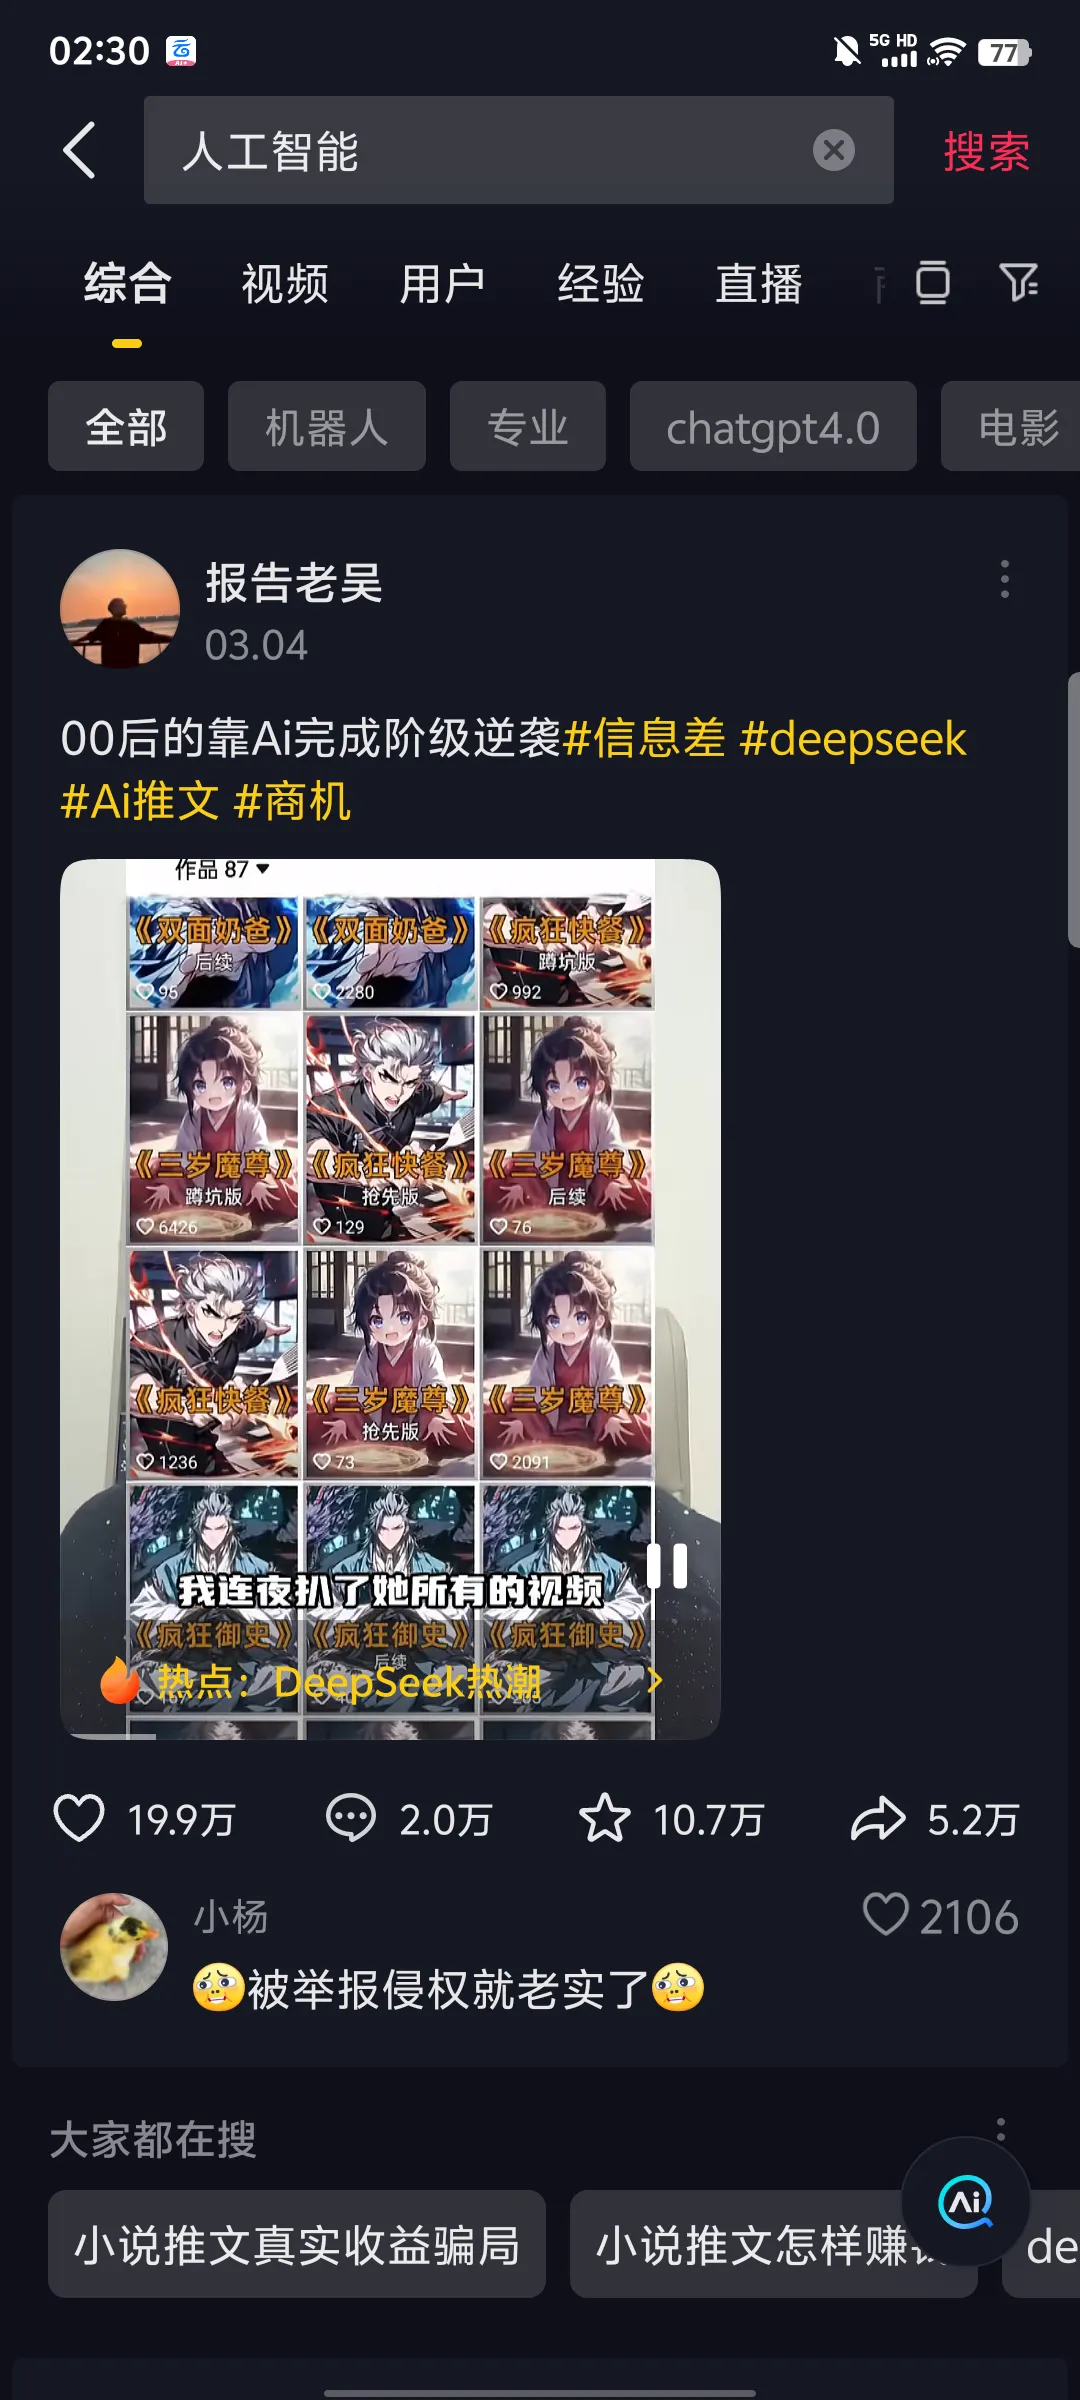 02:30
5G HD
77
人工智能
搜索
综合
视频
用户
经验
直播
全部
机器人
专业
chatgpt4.0
电影
报告老吴
03.04
00后的靠Ai完成阶级逆袭#信息差 #deepseek
#Ai推文 #商机
作品 87
《双面奶爸》
后续
95
《双面奶爸》
2280
《疯狂快餐》
蹲坑版
992
《三岁魔尊》
蹲坑版
6426
《疯狂快餐》
抢先版
129
《三岁魔尊》
后续
76
《疯狂快餐》
1236
《三岁魔尊》
抢先版
73
《三岁魔尊》
2091
我连夜扒了她所有的视频
《疯狂御史》
《疯狂御史》
后续
《疯狂御史》
热点：DeepSeek热潮
19.9万
2.0万
10.7万
5.2万
小杨
2106
被举报侵权就老实了
大家都在搜
Ai
小说推文真实收益骗局
小说推文怎样赚
de